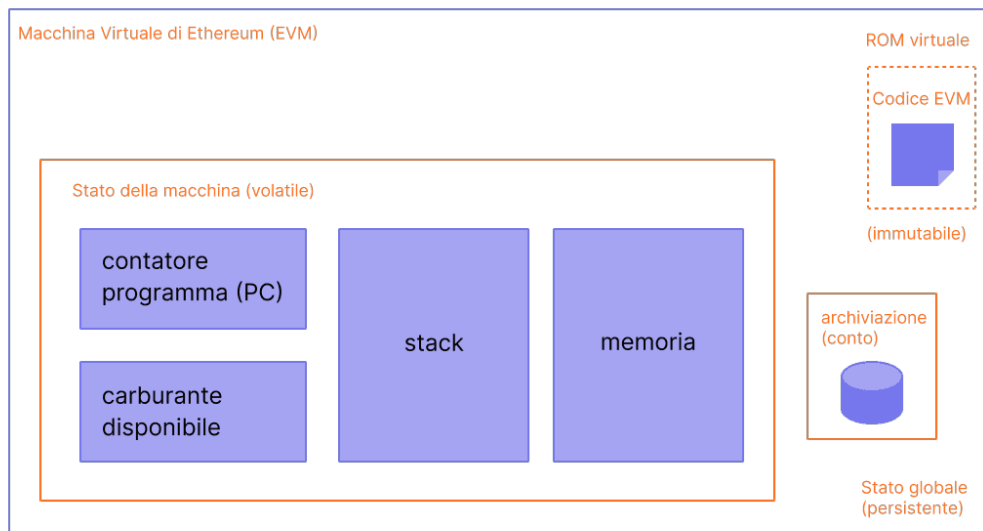 Macchina Virtuale di Ethereum (EVM)
ROM virtuale
Codice EVM
(immutabile)
Stato della macchina (volatile)
contatore
programma (PC)
carburante
disponibile
stack
memoria
archiviazione
(conto)
Stato globale
(persistente)